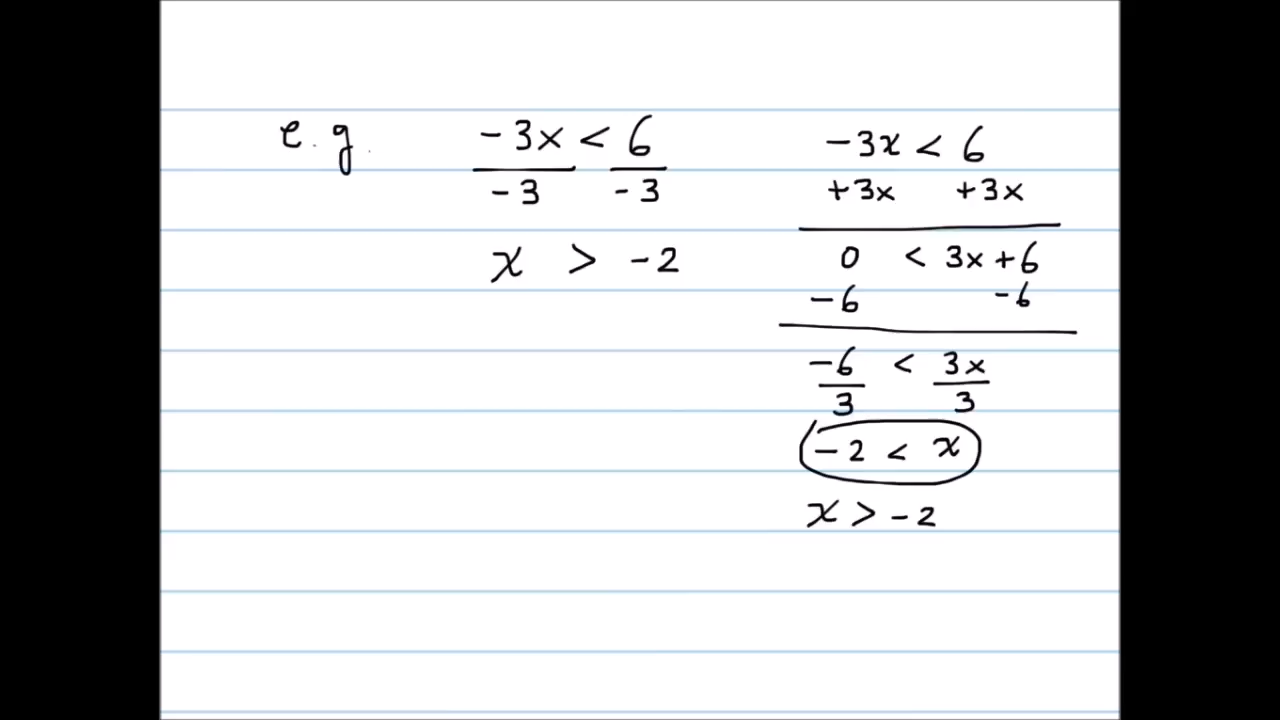 e.g.
-3x < 6
-3 -3
x > -2
-3x < 6
+3x +3x
0 < 3x + 6
-6 -6
-6 < 3x
3 3
-2 < x
x > -2